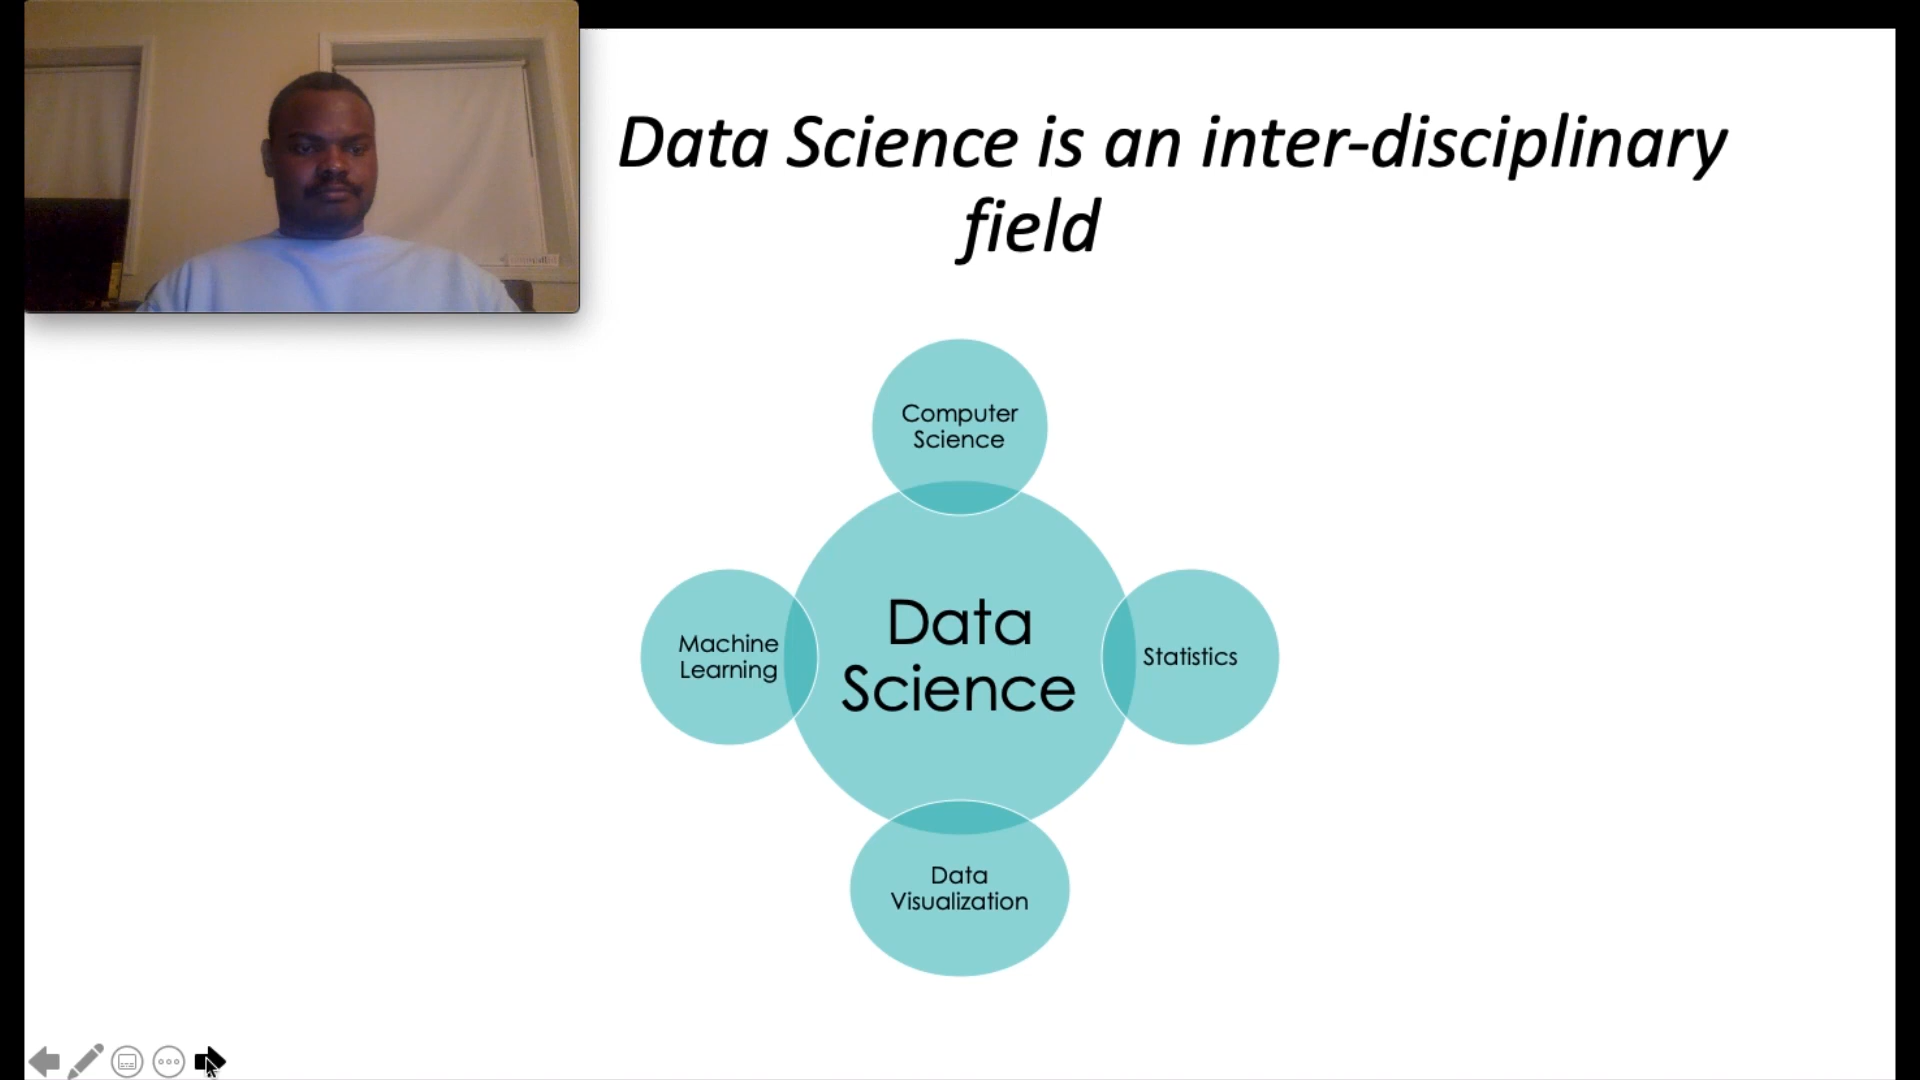 Data Science is an inter-disciplinary
field
Computer
Science
Machine
Learning
Data
Science
Statistics
Data
Visualization